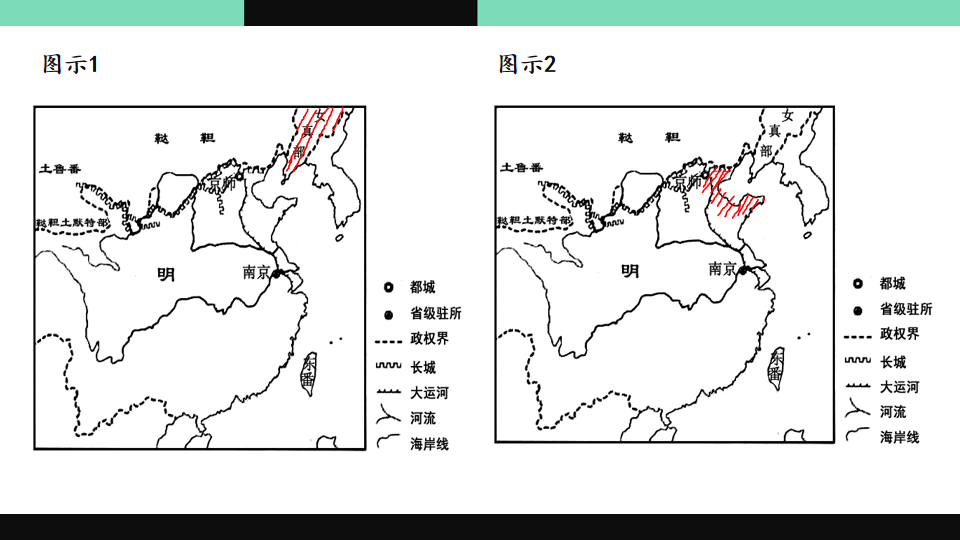 图示1
鞑靼
女
真
部
土鲁番
京师
鞑靼土默特部
明
南京
东
番
都城
省级驻所
政权界
长城
大运河
河流
海岸线
图示2
鞑靼
女
真
部
土鲁番
京师
鞑靼土默特部
明
南京
东
番
都城
省级驻所
政权界
长城
大运河
河流
海岸线